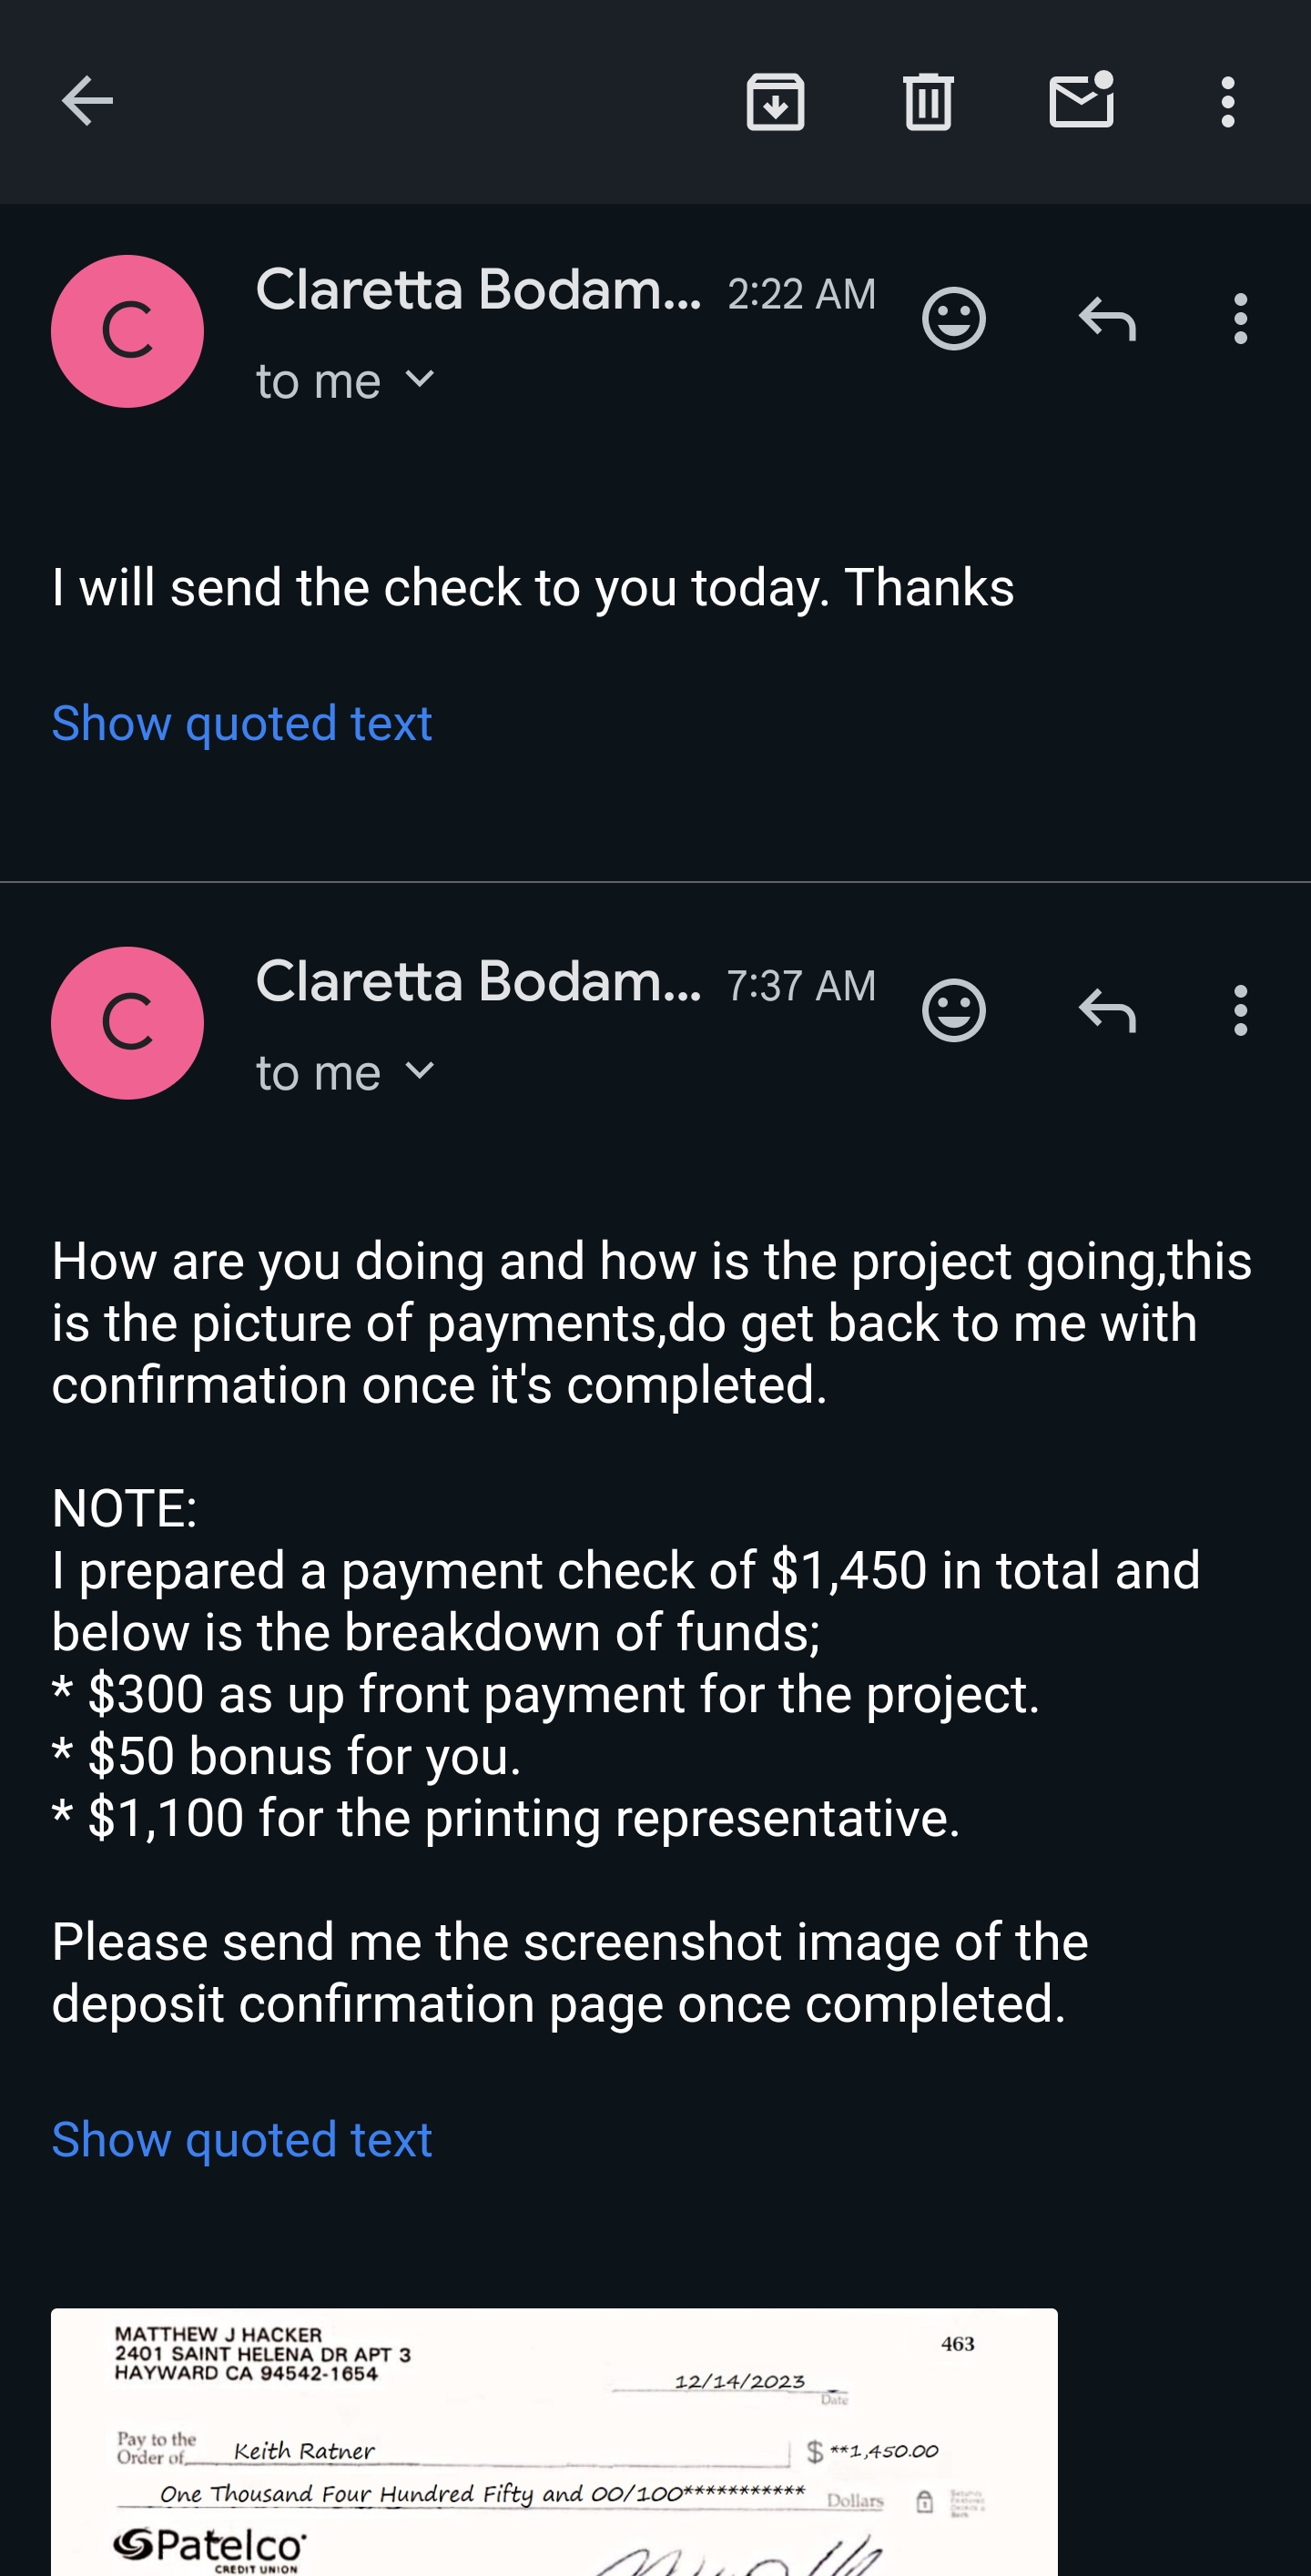 C
Claretta Bodam... 2:22 AM
to me
I will send the check to you today. Thanks
Show quoted text
C
Claretta Bodam... 7:37 AM
to me
How are you doing and how is the project going,this
is the picture of payments,do get back to me with
confirmation once it's completed.
NOTE:
I prepared a payment check of $1,450 in total and
below is the breakdown of funds;
* $300 as up front payment for the project.
* $50 bonus for you.
* $1,100 for the printing representative.
Please send me the screenshot image of the
deposit confirmation page once completed.
Show quoted text
MATTHEW J HACKER
2401 SAINT HELENA DR APT 3
HAYWARD CA 94542-1654
463
12/14/2023
Date
Pay to the
Order of Keith Ratner $ **1,450.00
One Thousand Four Hundred Fifty and 00/100*********** Dollars
Patelco
CREDIT UNION